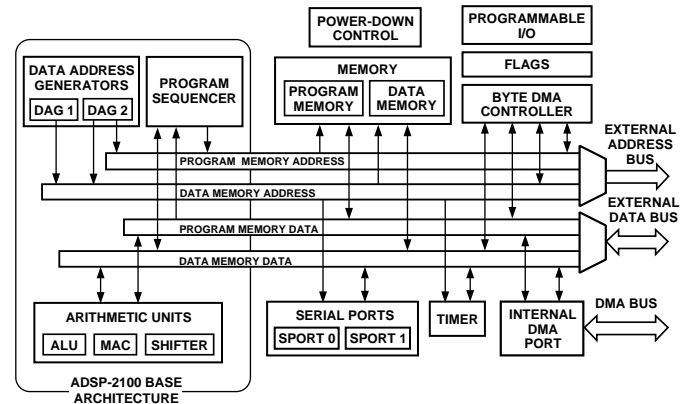 POWER-DOWN
CONTROL
PROGRAMMABLE
I/O
FLAGS
DATA ADDRESS
GENERATORS
DAG 1
DAG 2
PROGRAM
SEQUENCER
MEMORY
PROGRAM
MEMORY
DATA
MEMORY
BYTE DMA
CONTROLLER
EXTERNAL
ADDRESS
BUS
PROGRAM MEMORY ADDRESS
DATA MEMORY ADDRESS
EXTERNAL
DATA BUS
PROGRAM MEMORY DATA
DATA MEMORY DATA
ARITHMETIC UNITS
ALU
MAC
SHIFTER
SERIAL PORTS
SPORT 0
SPORT 1
TIMER
INTERNAL
DMA
PORT
DMA BUS
ADSP-2100 BASE
ARCHITECTURE